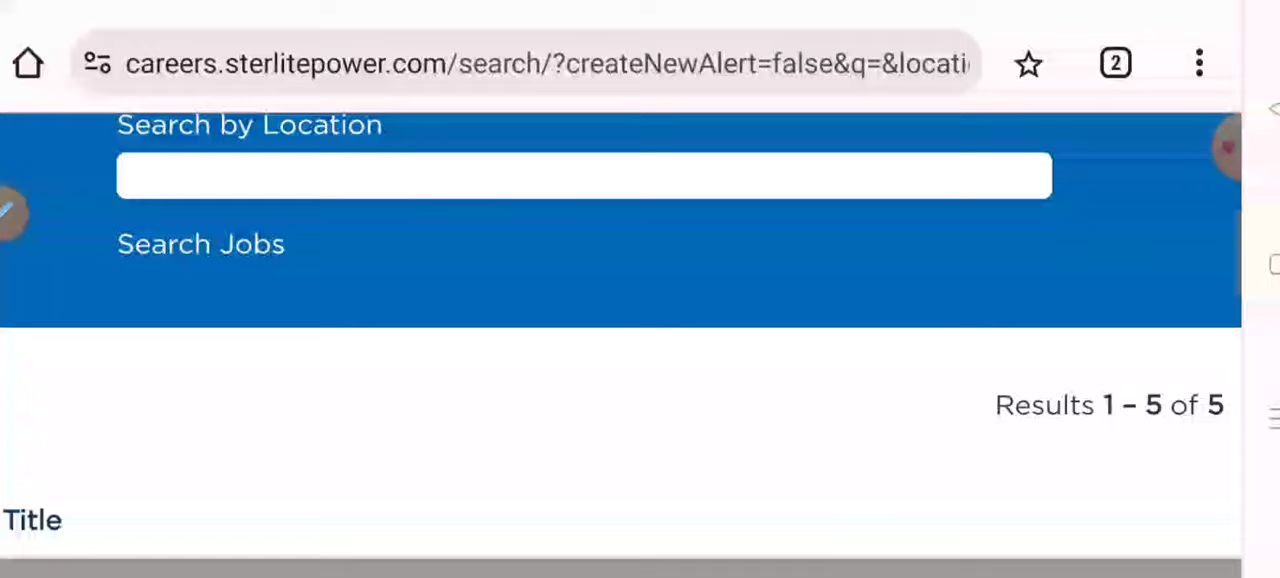 careers.sterlitepower.com/search/?createNewAlert=false&q=&locati
2
Search by Location
Search Jobs
Results 1 – 5 of 5
Title